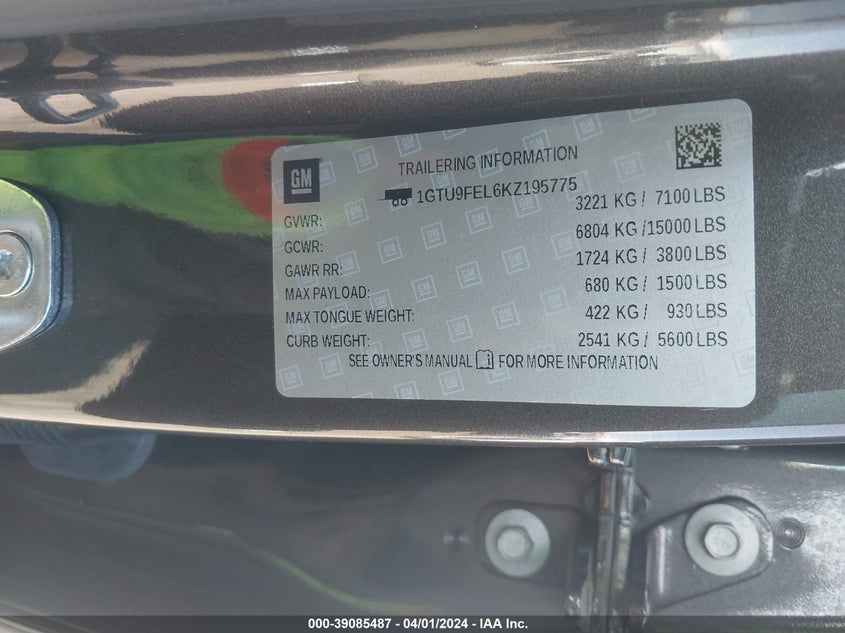 GM
TRAILERING INFORMATION
1GTU9FEL6KZ195775
GVWR: 3221 KG / 7100 LBS
GCWR: 6804 KG / 15000 LBS
GAWR RR: 1724 KG / 3800 LBS
MAX PAYLOAD: 680 KG / 1500 LBS
MAX TONGUE WEIGHT: 422 KG / 930 LBS
CURB WEIGHT: 2541 KG / 5600 LBS
SEE OWNER'S MANUAL i FOR MORE INFORMATION
000-39085487 - 04/01/2024 - IAA Inc.